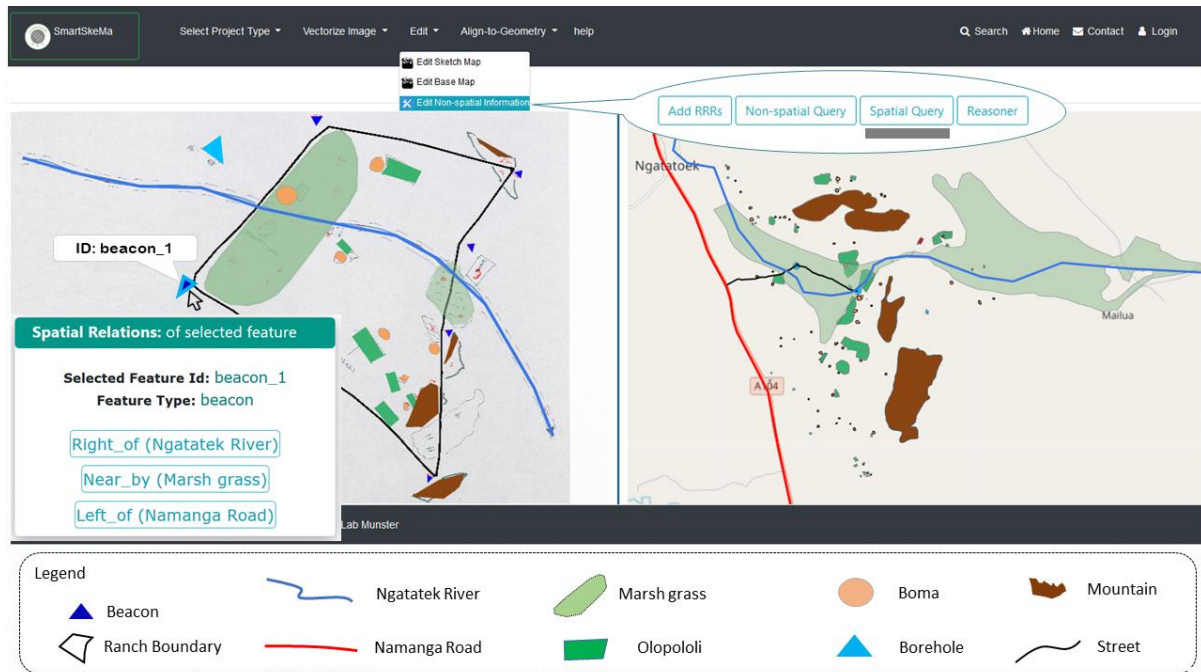 SmartSkeMa
Select Project Type
Vectorize Image
Edit
Align-to-Geometry
help
Search
Home
Contact
Login
Edit Sketch Map
Edit Base Map
Edit Non-spatial Information
Add RRRs
Non-spatial Query
Spatial Query
Reasoner
ID: beacon_1
Spatial Relations: of selected feature
Selected Feature Id: beacon_1
Feature Type: beacon
Right_of (Ngatatek River)
Near_by (Marsh grass)
Left_of (Namanga Road)
Ngatatoek
Mailua
A104
Lab Munster
Legend
Beacon
Ranch Boundary
Ngatatek River
Namanga Road
Marsh grass
Olopololi
Boma
Borehole
Mountain
Street